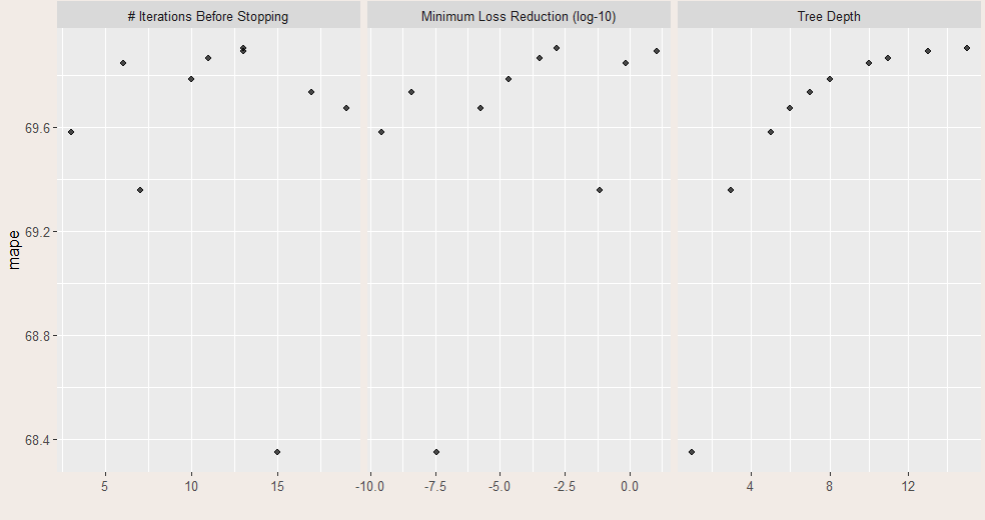 # Iterations Before Stopping
Minimum Loss Reduction (log-10)
Tree Depth
mape
69.6
69.2
68.8
68.4
5 10 15
-10.0 -7.5 -5.0 -2.5 0.0
4 8 12